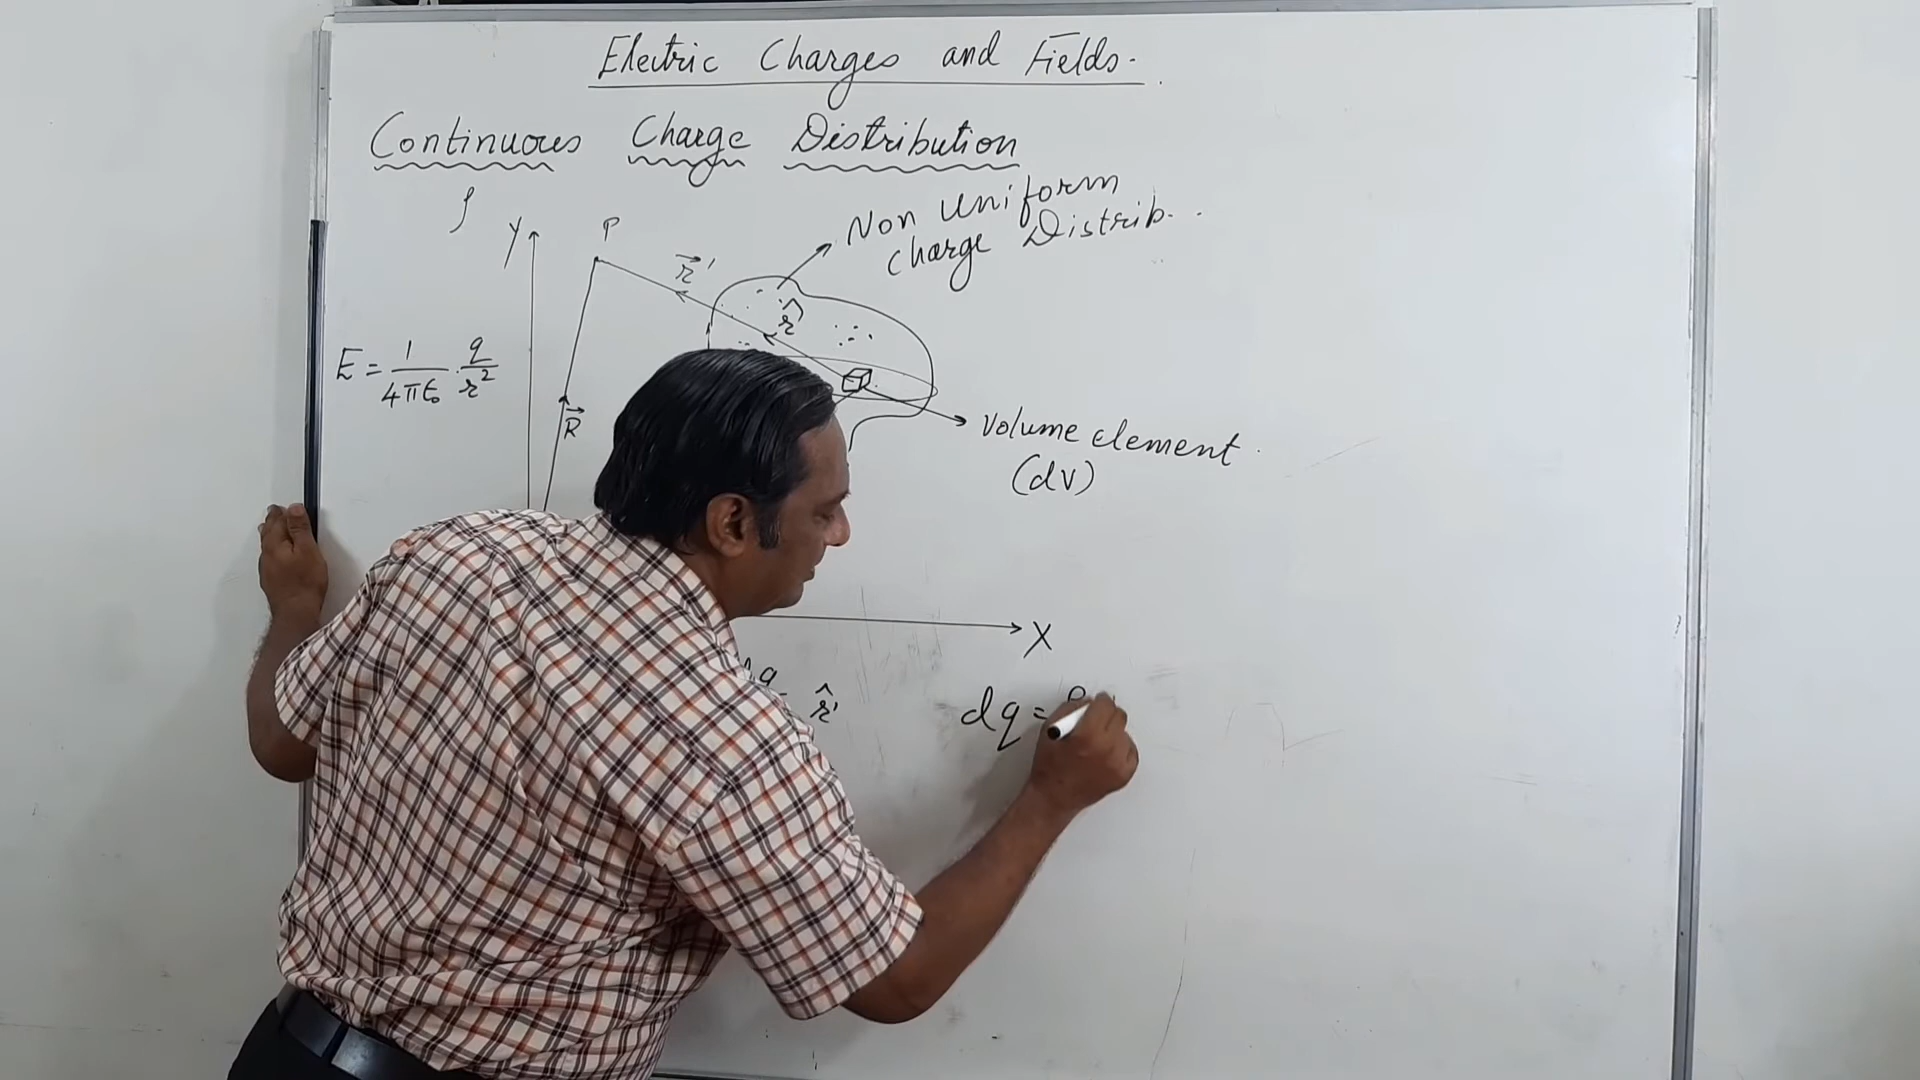 Electric Charges and Fields.
Continuous Charge Distribution
ρ
Y
P
r⃗'
Non uniform
charge Distrib..
r̂
E = 1/4πε₀ . q/r²
R⃗
Volume element.
(dv)
X
q r̂'
dq = ρ